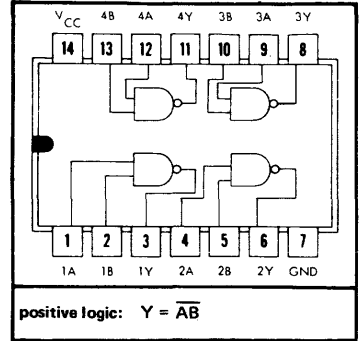 VCC 4B 4A 4Y 3B 3A 3Y
14 13 12 11 10 9 8
1 2 3 4 5 6 7
1A 1B 1Y 2A 2B 2Y GND
positive logic: Y = A̅B̅